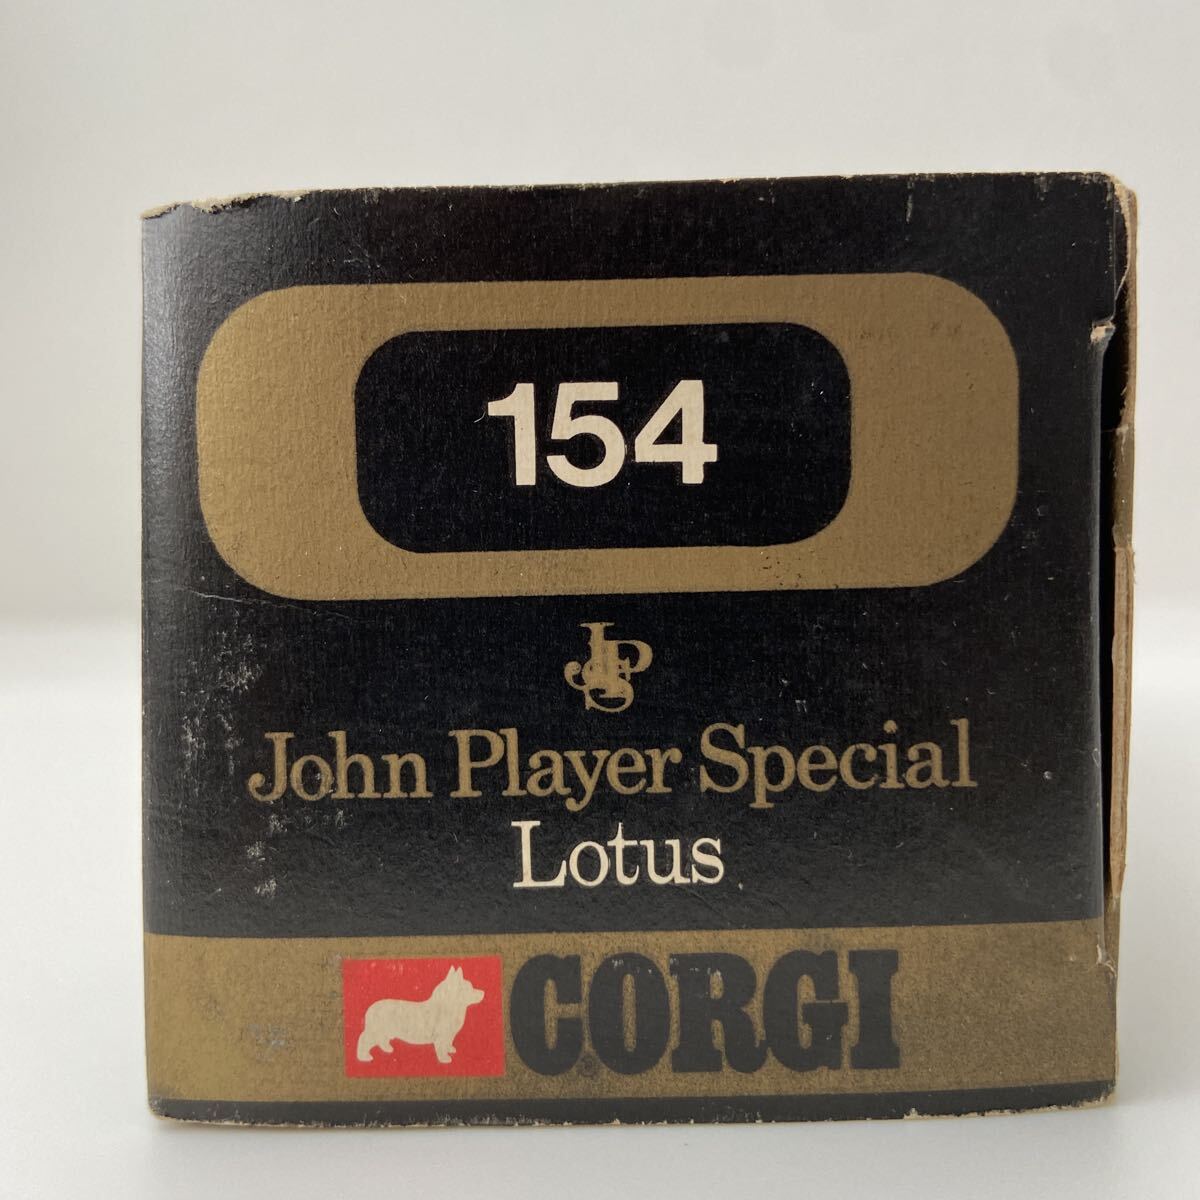 154
JPS
John Player Special
Lotus
CORGI
®